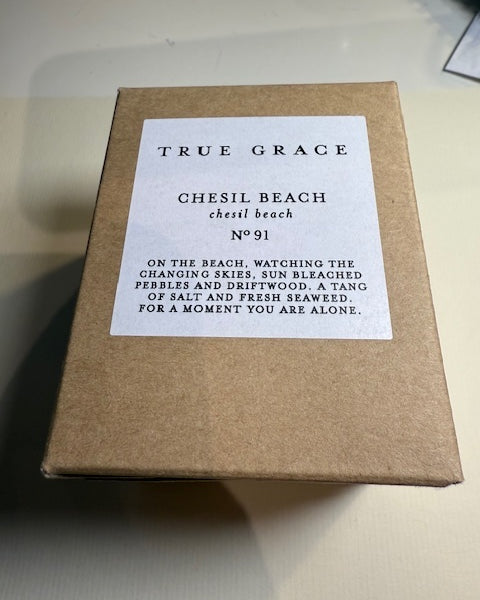 TRUE GRACE
CHESIL BEACH
chesil beach
Nº 91
ON THE BEACH, WATCHING THE
CHANGING SKIES, SUN BLEACHED
PEBBLES AND DRIFTWOOD. A TANG
OF SALT AND FRESH SEAWEED.
FOR A MOMENT YOU ARE ALONE.